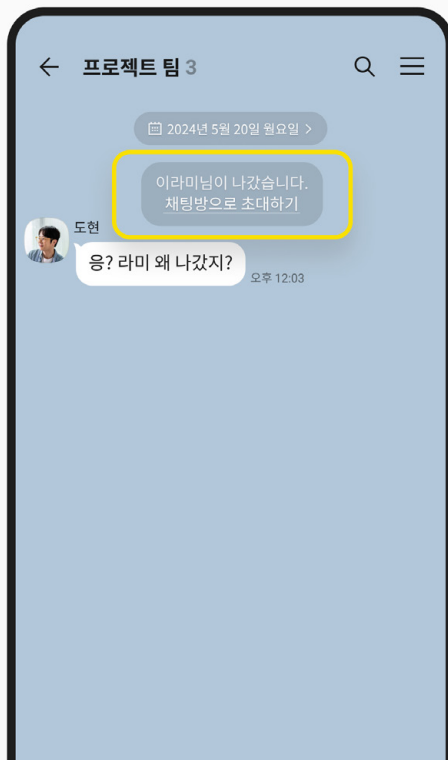 프로젝트 팀 3
2024년 5월 20일 월요일 >
이라미님이 나갔습니다.
채팅방으로 초대하기
도현
응? 라미 왜 나갔지?
오후 12:03